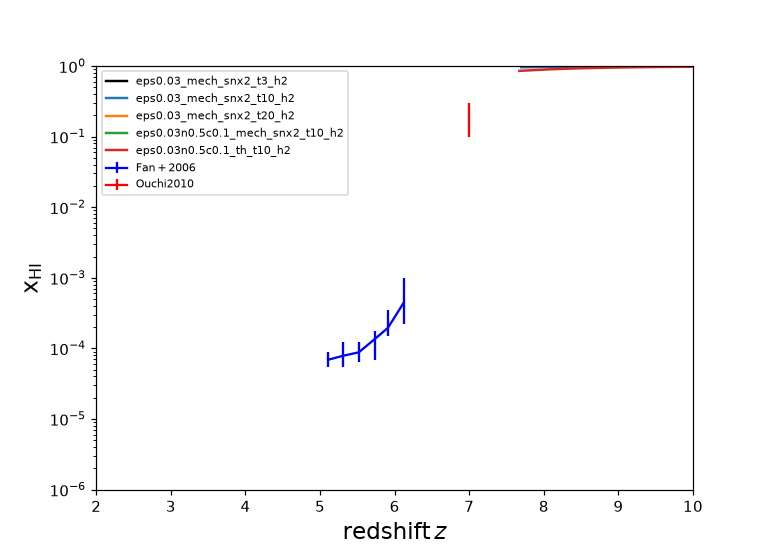 10⁰
10⁻¹
10⁻²
10⁻³
10⁻⁴
10⁻⁵
10⁻⁶
x_HI
eps0.03_mech_snx2_t3_h2
eps0.03_mech_snx2_t10_h2
eps0.03_mech_snx2_t20_h2
eps0.03n0.5c0.1_mech_snx2_t10_h2
eps0.03n0.5c0.1_th_t10_h2
Fan+2006
Ouchi2010
2 3 4 5 6 7 8 9 10
redshift z